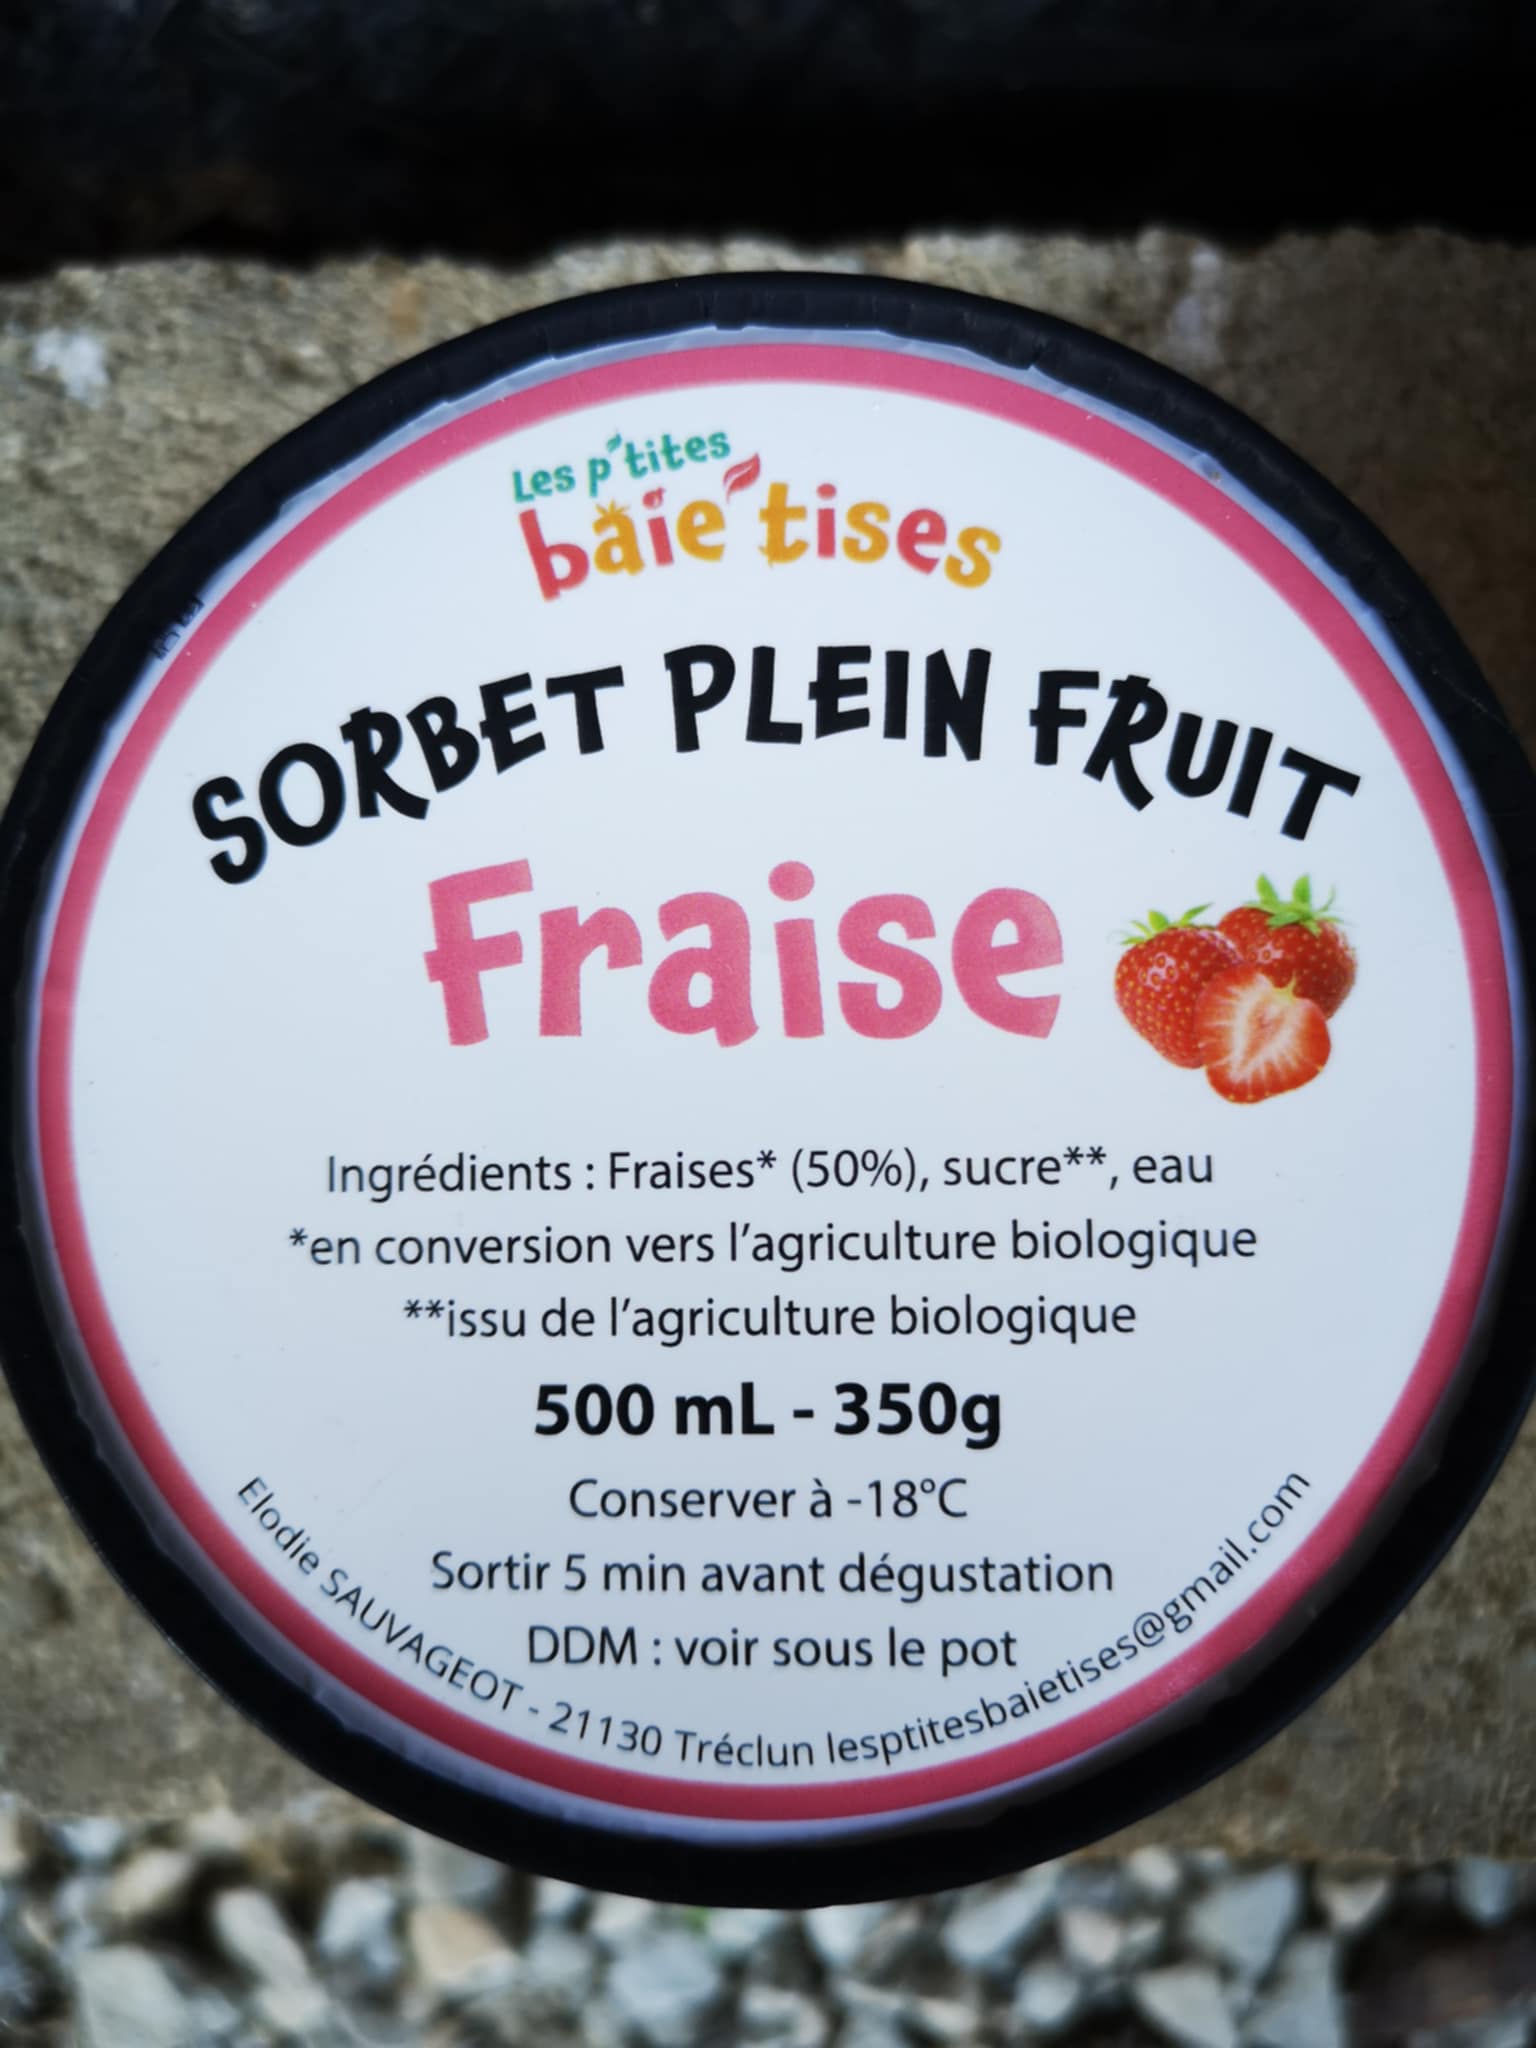 Les p'tites
baie'tises
SORBET PLEIN FRUIT
Fraise
Ingrédients : Fraises* (50%), sucre**, eau
*en conversion vers l'agriculture biologique
**issu de l'agriculture biologique
500 mL - 350g
Conserver à -18°C
Sortir 5 min avant dégustation
DDM : voir sous le pot
Elodie SAUVAGEOT - 21130 Tréclun lesptitesbaietises@gmail.com